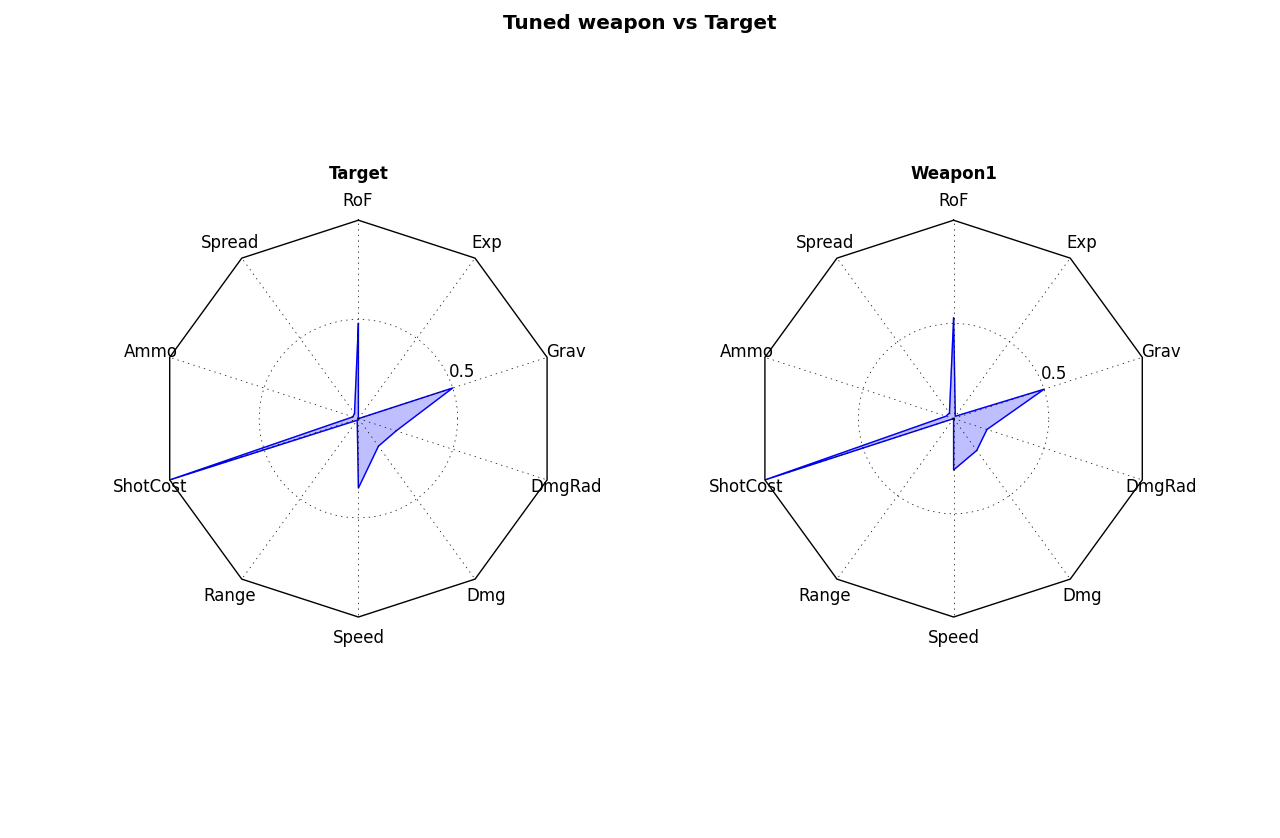 Tuned weapon vs Target
Target
RoF
Spread
Exp
Ammo
Grav
0.5
ShotCost
DmgRad
Range
Dmg
Speed
Weapon1
RoF
Spread
Exp
Ammo
Grav
0.5
ShotCost
DmgRad
Range
Dmg
Speed